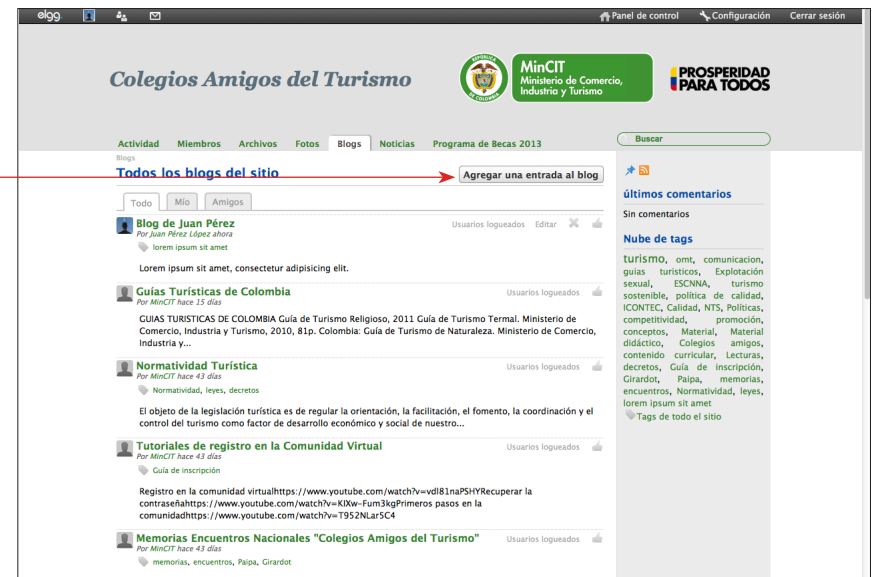 elgg.
Panel de control Configuración Cerrar sesión
Colegios Amigos del Turismo
REPÚBLICA
DE COLOMBIA
MinCIT
Ministerio de Comercio,
Industria y Turismo
PROSPERIDAD
PARA TODOS
Actividad Miembros Archivos Fotos Blogs Noticias Programa de Becas 2013
Buscar
Blogs
Todos los blogs del sitio
Agregar una entrada al blog
Todo Mío Amigos
Blog de Juan Pérez
Usuarios logueados Editar
Por Juan Pérez López ahora
lorem ipsum sit amet
Lorem ipsum sit amet, consectetur adipisicing elit.
Guías Turísticas de Colombia
Usuarios logueados
Por MinCIT hace 15 días
GUIAS TURISTICAS DE COLOMBIA Guía de Turismo Religioso, 2011 Guía de Turismo Termal. Ministerio de
Comercio, Industria y Turismo, 2010, 81p. Colombia: Guía de Turismo de Naturaleza. Ministerio de Comercio,
Industria y...
Normatividad Turística
Usuarios logueados
Por MinCIT hace 43 días
Normatividad, leyes, decretos
El objeto de la legislación turística es de regular la orientación, la facilitación, el fomento, la coordinación y el
control del turismo como factor de desarrollo económico y social de nuestro...
Tutoriales de registro en la Comunidad Virtual
Usuarios logueados
Por MinCIT hace 43 días
Guía de inscripción
Registro en la comunidad virtualhttps://www.youtube.com/watch?v=vdl81naPSHYRecuperar la
contraseñahttps://www.youtube.com/watch?v=KIXw-Fum3kgPrimeros pasos en la
comunidadhttps://www.youtube.com/watch?v=T952NLar5C4
Memorias Encuentros Nacionales "Colegios Amigos del Turismo"
Usuarios logueados
Por MinCIT hace 43 días
memorias, encuentros, Paipa, Girardot
últimos comentarios
Sin comentarios
Nube de tags
turismo, omt, comunicacion,
guias turisticos, Explotación
sexual, ESCNNA, turismo
sostenible, política de calidad,
ICONTEC, Calidad, NTS, Políticas,
competitividad, promoción,
conceptos, Material, Material
didáctico, Colegios amigos,
contenido curricular, Lecturas,
decretos, Guía de inscripción,
Girardot, Paipa, memorias,
encuentros, Normatividad, leyes,
lorem ipsum sit amet
Tags de todo el sitio